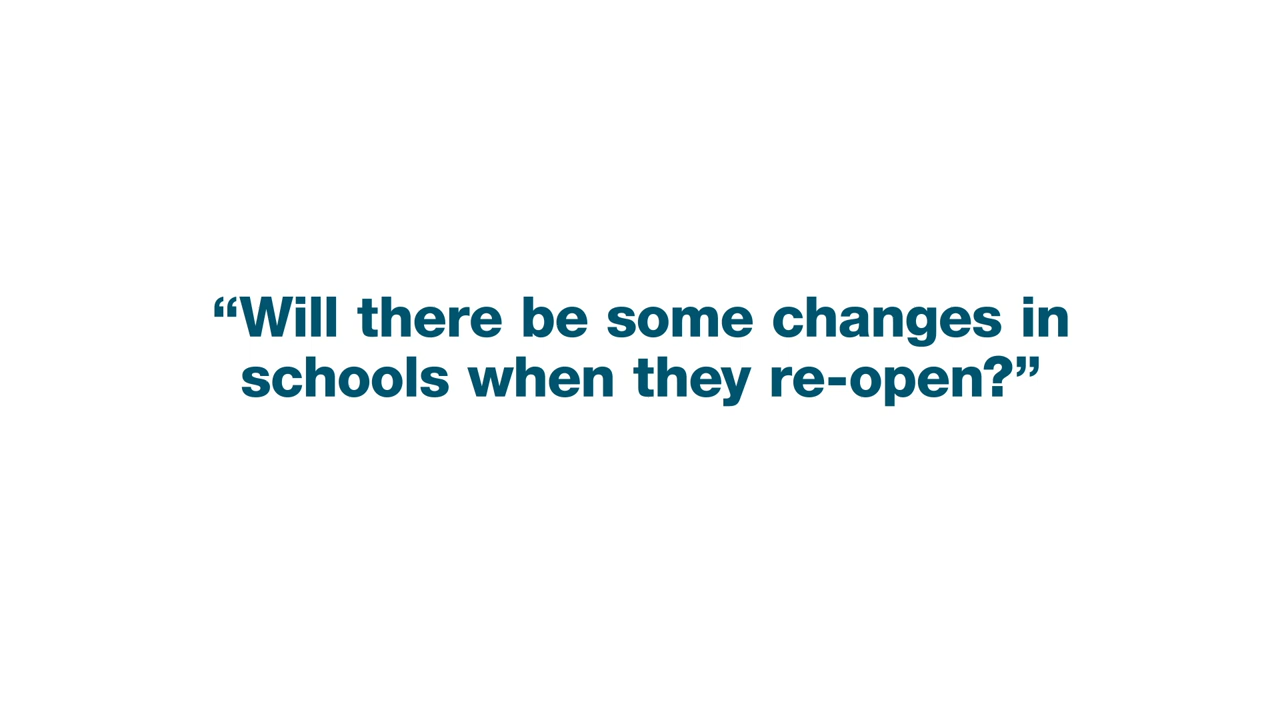 “Will there be some changes in
schools when they re-open?”